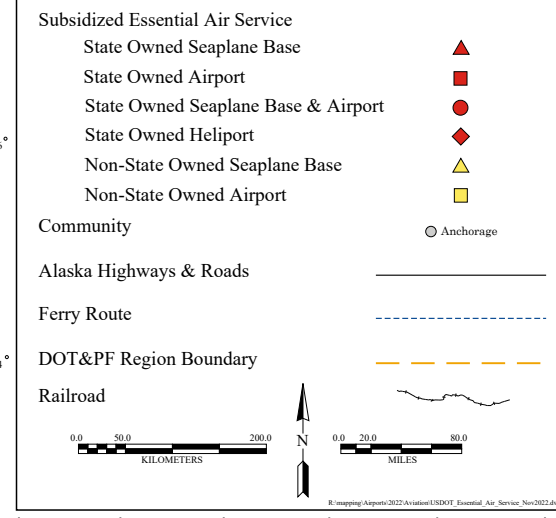 Subsidized Essential Air Service
State Owned Seaplane Base
State Owned Airport
State Owned Seaplane Base & Airport
State Owned Heliport
Non-State Owned Seaplane Base
Non-State Owned Airport
Community
Anchorage
Alaska Highways & Roads
Ferry Route
DOT&PF Region Boundary
Railroad
0.0 50.0 200.0
KILOMETERS
N
0.0 20.0 80.0
MILES
R:\mapping\Airports\2022\Aviation\USDOT_Essential_Air_Service_Nov2022.dw